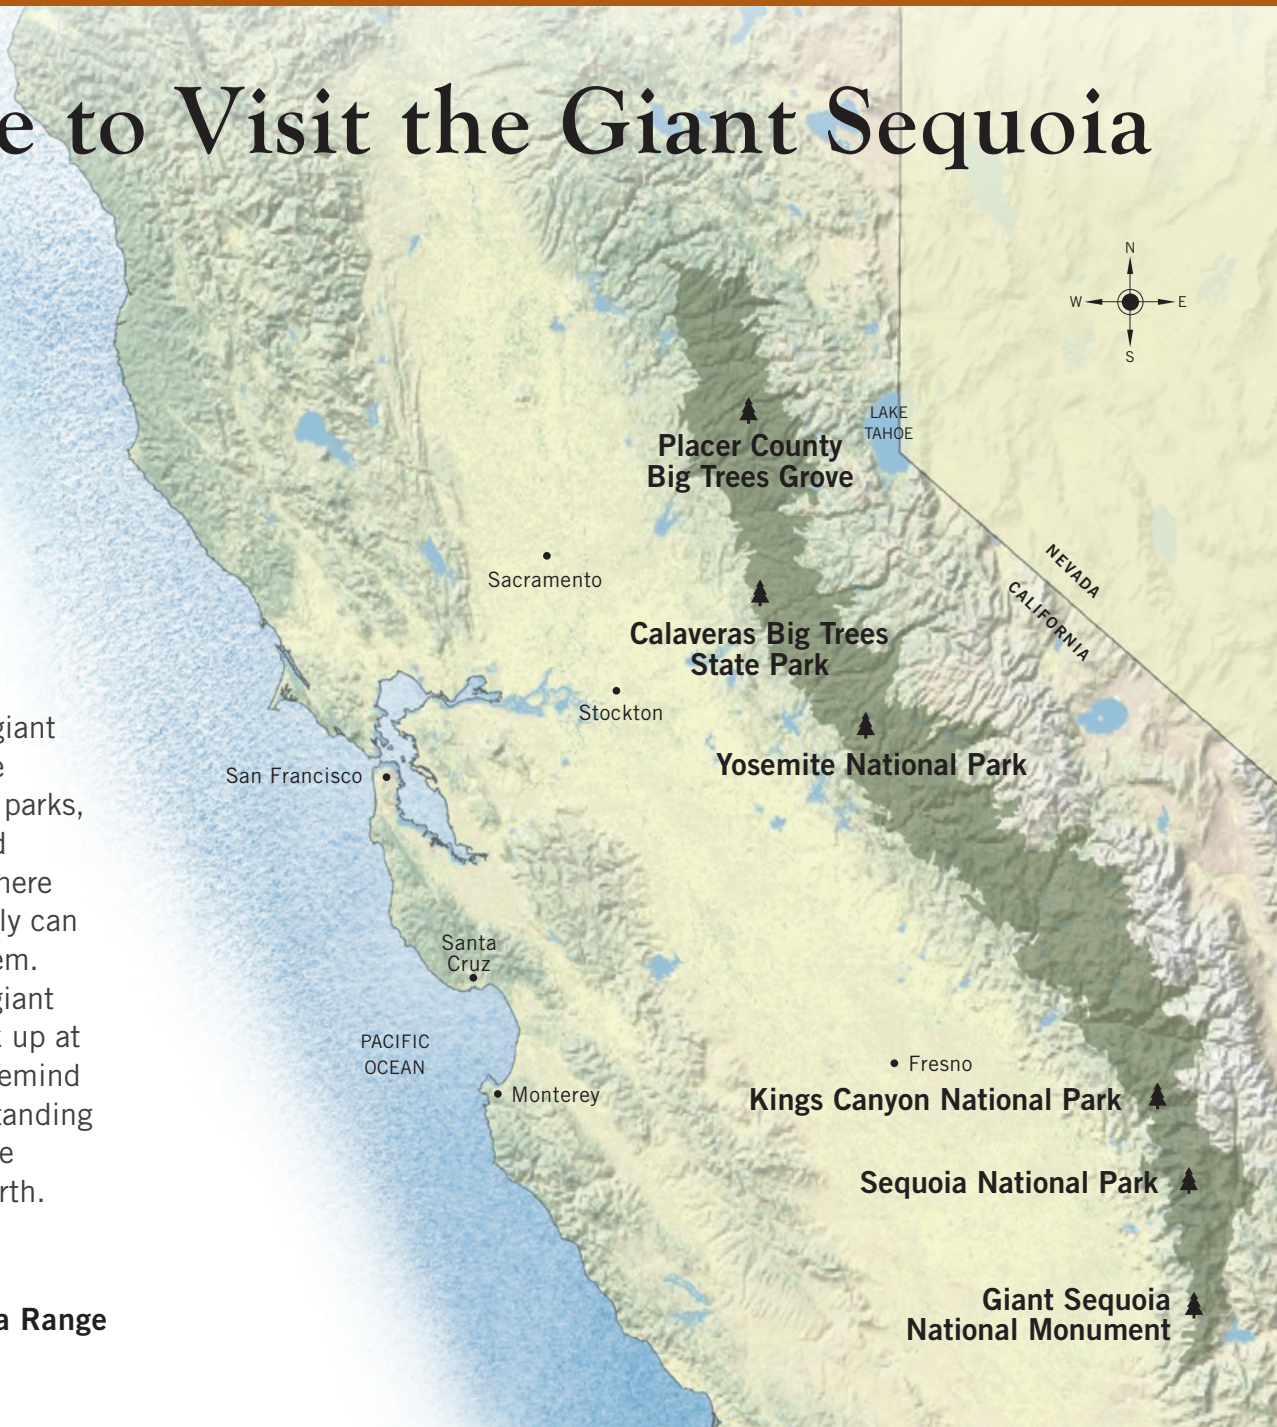 e to Visit the Giant Sequoia
N
W E
S
LAKE
TAHOE
Placer County
Big Trees Grove
NEVADA
CALIFORNIA
Sacramento
Calaveras Big Trees
State Park
Stockton
Yosemite National Park
San Francisco
giant
e
parks,
d
here
ly can
em.
giant
k up at
emind
tanding
e
rth.
Santa
Cruz
PACIFIC
OCEAN
Monterey
Fresno
Kings Canyon National Park
Sequoia National Park
Giant Sequoia
National Monument
a Range